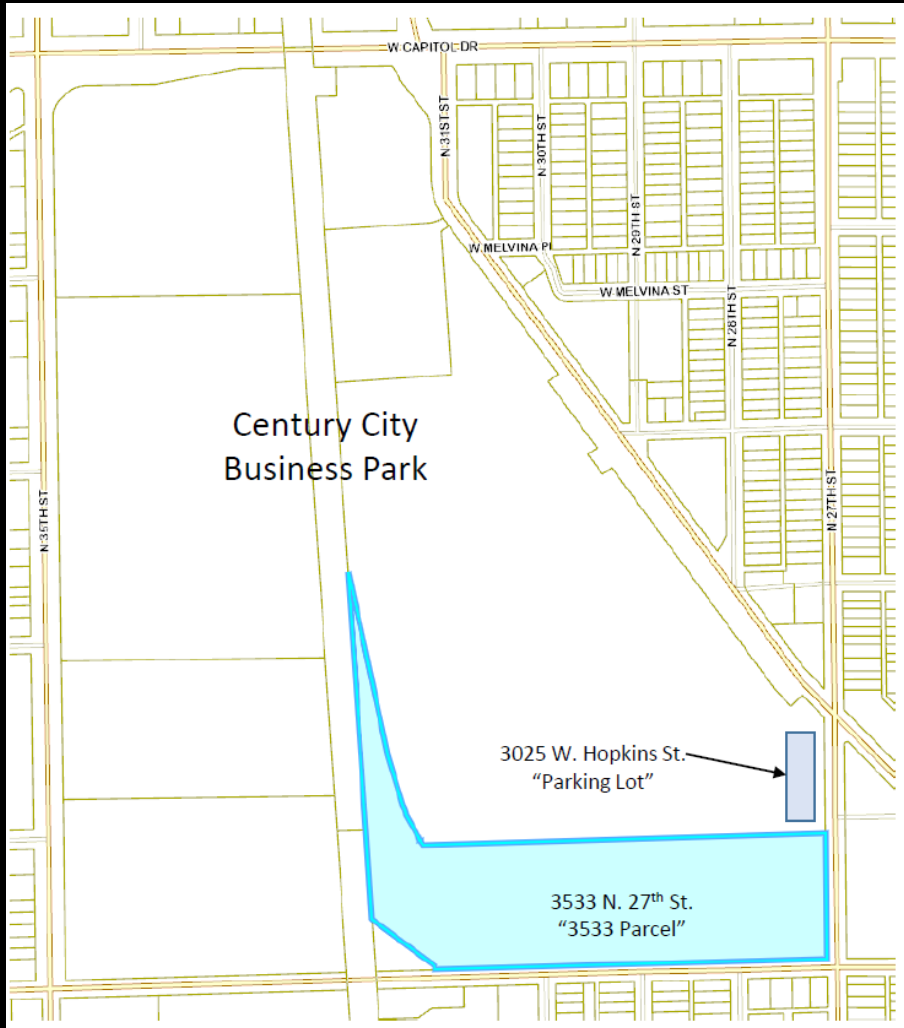 W CAPITOL DR
N 31ST ST
N 30TH ST
N 29TH ST
W MELVINA PI
W MELVINA ST
N 28TH ST
Century City
Business Park
N 35TH ST
N 27TH ST
3025 W. Hopkins St.
“Parking Lot”
3533 N. 27th St.
“3533 Parcel”